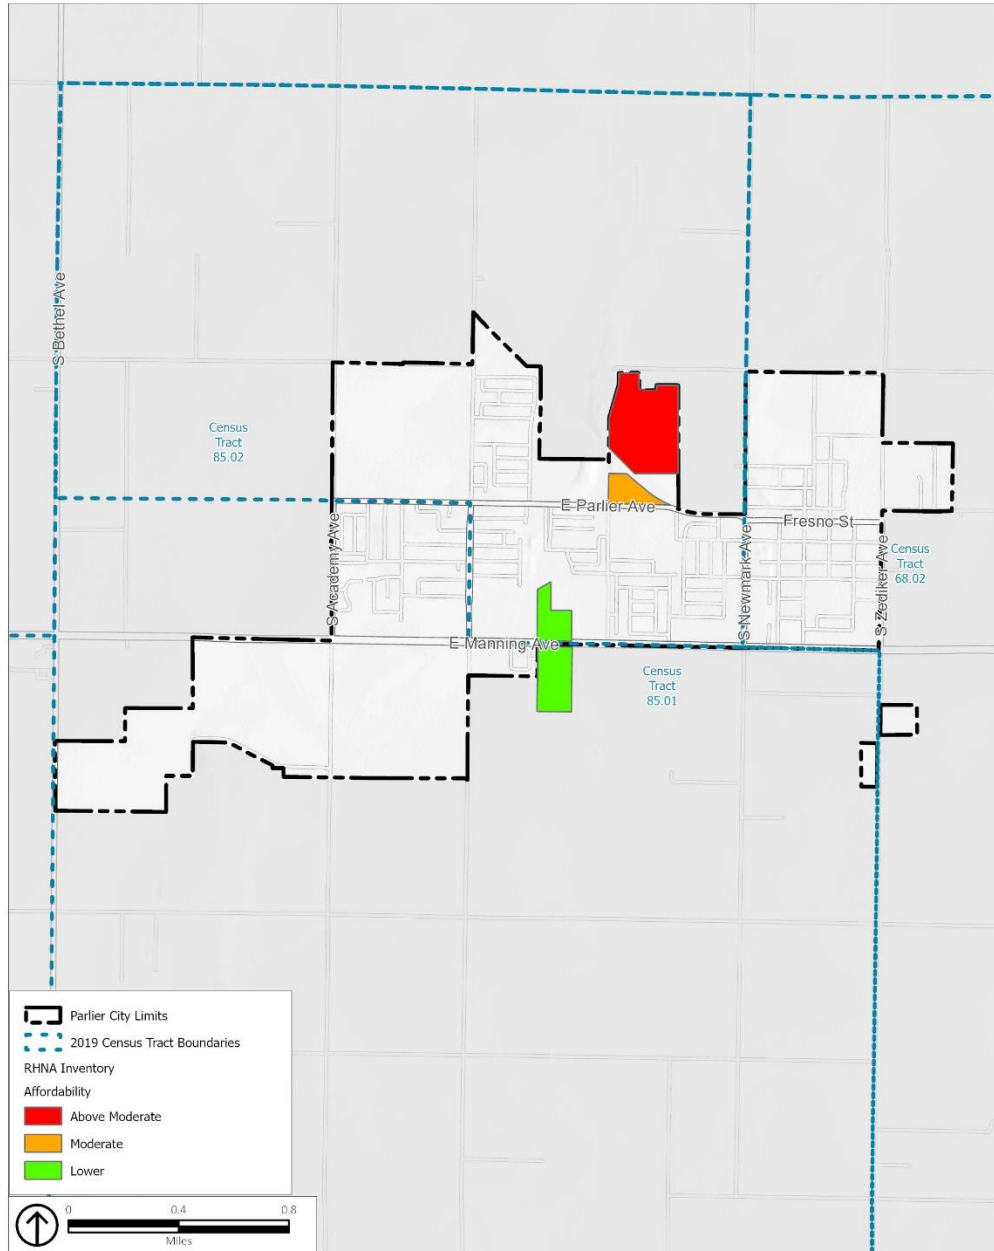 S Bethel Ave
Census
Tract
85.02
E Parlier Ave
Fresno St
S Academy Ave
S Newmark Ave
S Zediker Ave
Census
Tract
68.02
E Manning Ave
Census
Tract
85.01
Parlier City Limits
2019 Census Tract Boundaries
RHNA Inventory
Affordability
Above Moderate
Moderate
Lower
0 0.4 0.8
Miles